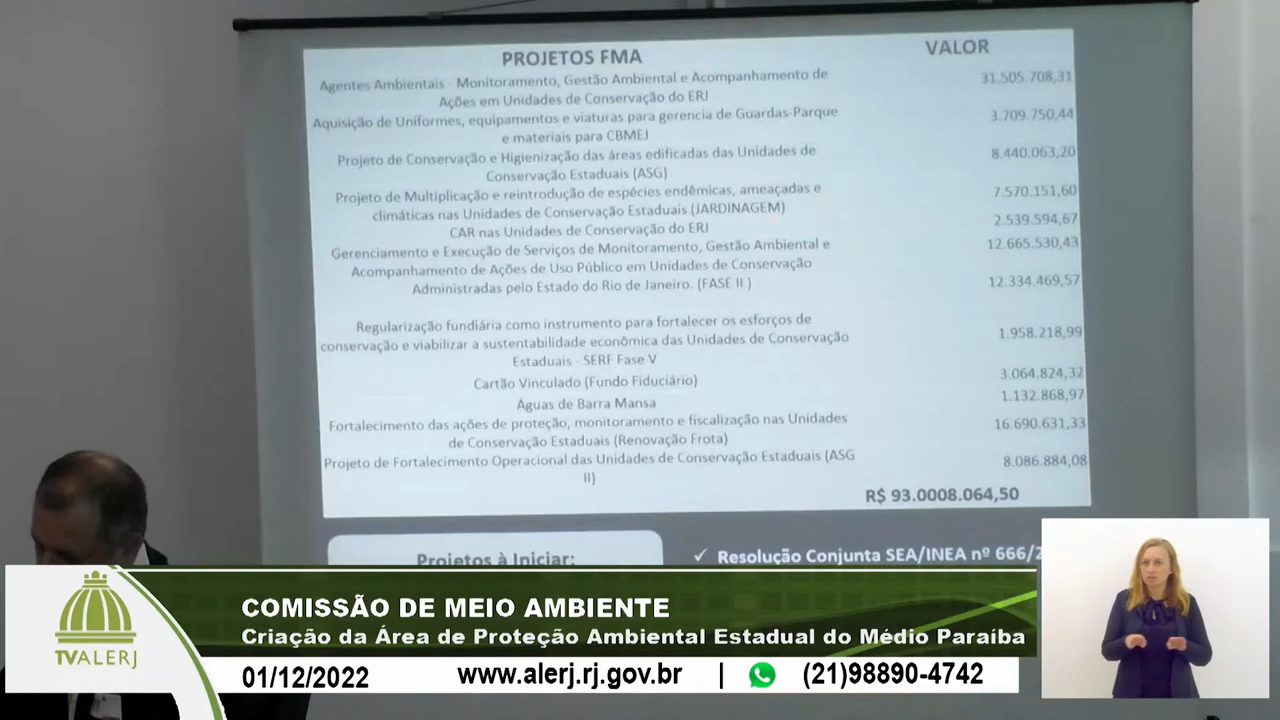 PROJETOS FMA
VALOR
Agentes Ambientais - Monitoramento, Gestão Ambiental e Acompanhamento de
Ações em Unidades de Conservação do ERJ
31.505.708,31
Aquisição de Uniformes, equipamentos e viaturas para gerencia de Guardas-Parque
e materiais para CBMEJ
3.709.750,44
Projeto de Conservação e Higienização das áreas edificadas das Unidades de
Conservação Estaduais (ASG)
8.440.063,20
Projeto de Multiplicação e reintrodução de espécies endêmicas, ameaçadas e
climáticas nas Unidades de Conservação Estaduais (JARDINAGEM)
7.570.151,60
CAR nas Unidades de Conservação do ERJ
2.539.594,67
Gerenciamento e Execução de Serviços de Monitoramento, Gestão Ambiental e
Acompanhamento de Ações de Uso Público em Unidades de Conservação
Administradas pelo Estado do Rio de Janeiro. (FASE II )
12.665.530,43
12.334.469,57
Regularização fundiária como instrumento para fortalecer os esforços de
conservação e viabilizar a sustentabilidade econômica das Unidades de Conservação
Estaduais - SERF Fase V
1.958.218,99
Cartão Vinculado (Fundo Fiduciário)
3.064.824,32
Águas de Barra Mansa
1.132.868,97
Fortalecimento das ações de proteção, monitoramento e fiscalização nas Unidades
de Conservação Estaduais (Renovação Frota)
16.690.631,33
Projeto de Fortalecimento Operacional das Unidades de Conservação Estaduais (ASG
II)
8.086.884,08
R$ 93.0008.064,50
Projetos à Iniciar:
✓ Resolução Conjunta SEA/INEA nº 666/2
COMISSÃO DE MEIO AMBIENTE
Criação da Área de Proteção Ambiental Estadual do Médio Paraíba
TVALERJ
01/12/2022 www.alerj.rj.gov.br | (21)98890-4742